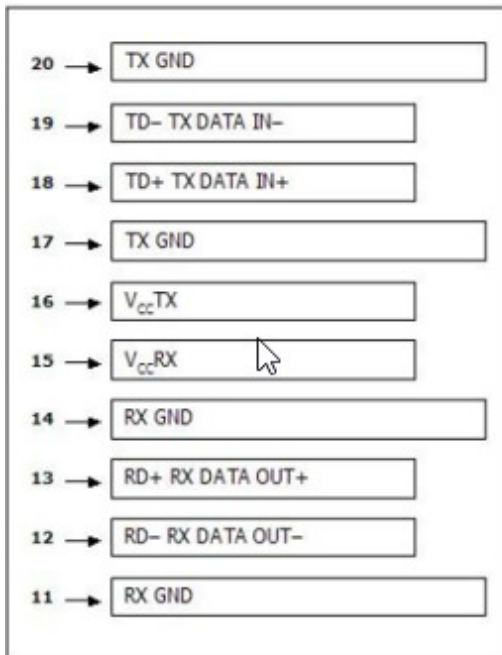 20 TX GND
19 TD– TX DATA IN–
18 TD+ TX DATA IN+
17 TX GND
16 VCCTX
15 VCCRX
14 RX GND
13 RD+ RX DATA OUT+
12 RD– RX DATA OUT–
11 RX GND